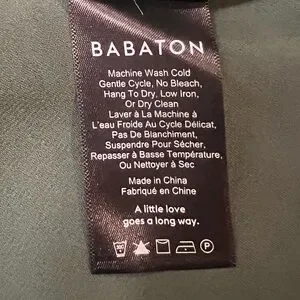 BABATON
Machine Wash Cold
Gentle Cycle, No Bleach,
Hang To Dry, Low Iron,
Or Dry Clean
Laver À La Machine À
L'eau Froide Au Cycle Délicat,
Pas De Blanchiment,
Suspendre Pour Sécher,
Repasser à Basse Température,
Ou Nettoyer à Sec
Made in China
Fabriqué en Chine
A little love
goes a long way.
30C P